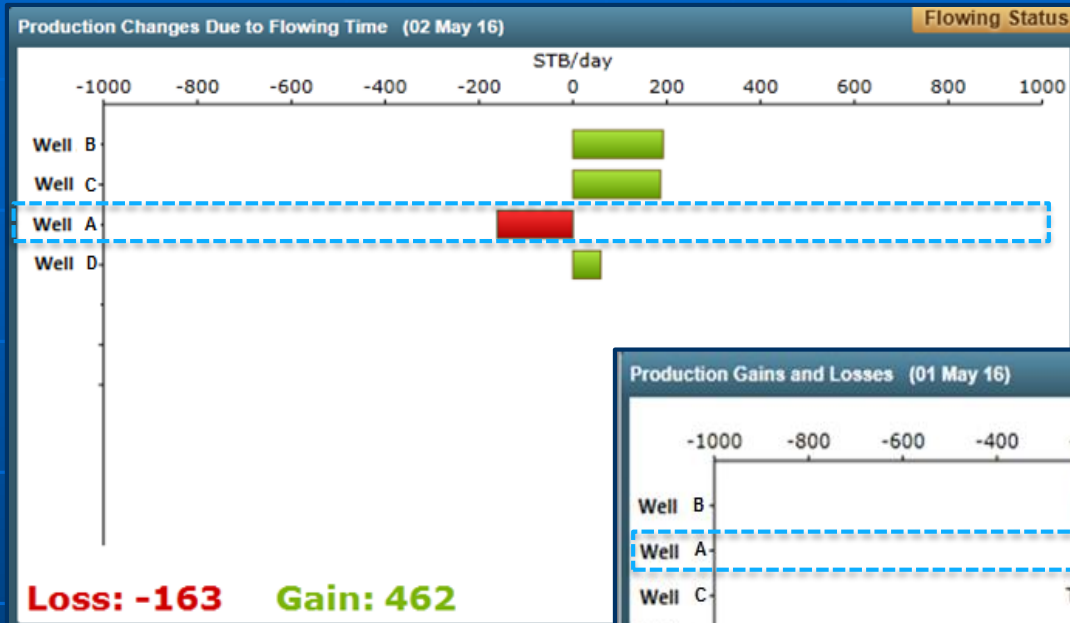 Production Changes Due to Flowing Time (02 May 16)
Flowing Status
STB/day
-1000 -800 -600 -400 -200 0 200 400 600 800 1000
Well B
Well C
Well A
Well D
Loss: -163 Gain: 462
Production Gains and Losses (01 May 16)
-1000 -800 -600 -400
Well B
Well A
Well C